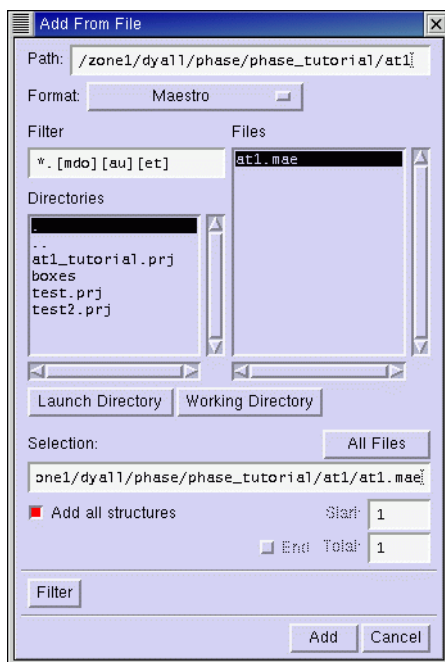 Add From File
Path: /zone1/dyall/phase/phase_tutorial/at1
Format: Maestro
Filter
Files
*.[mdo][au][et]
at1.mae
Directories
.
..
at1_tutorial.prj
boxes
test.prj
test2.prj
Launch Directory Working Directory
Selection: All Files
one1/dyall/phase/phase_tutorial/at1/at1.mae
Add all structures Start: 1
End Total: 1
Filter
Add Cancel